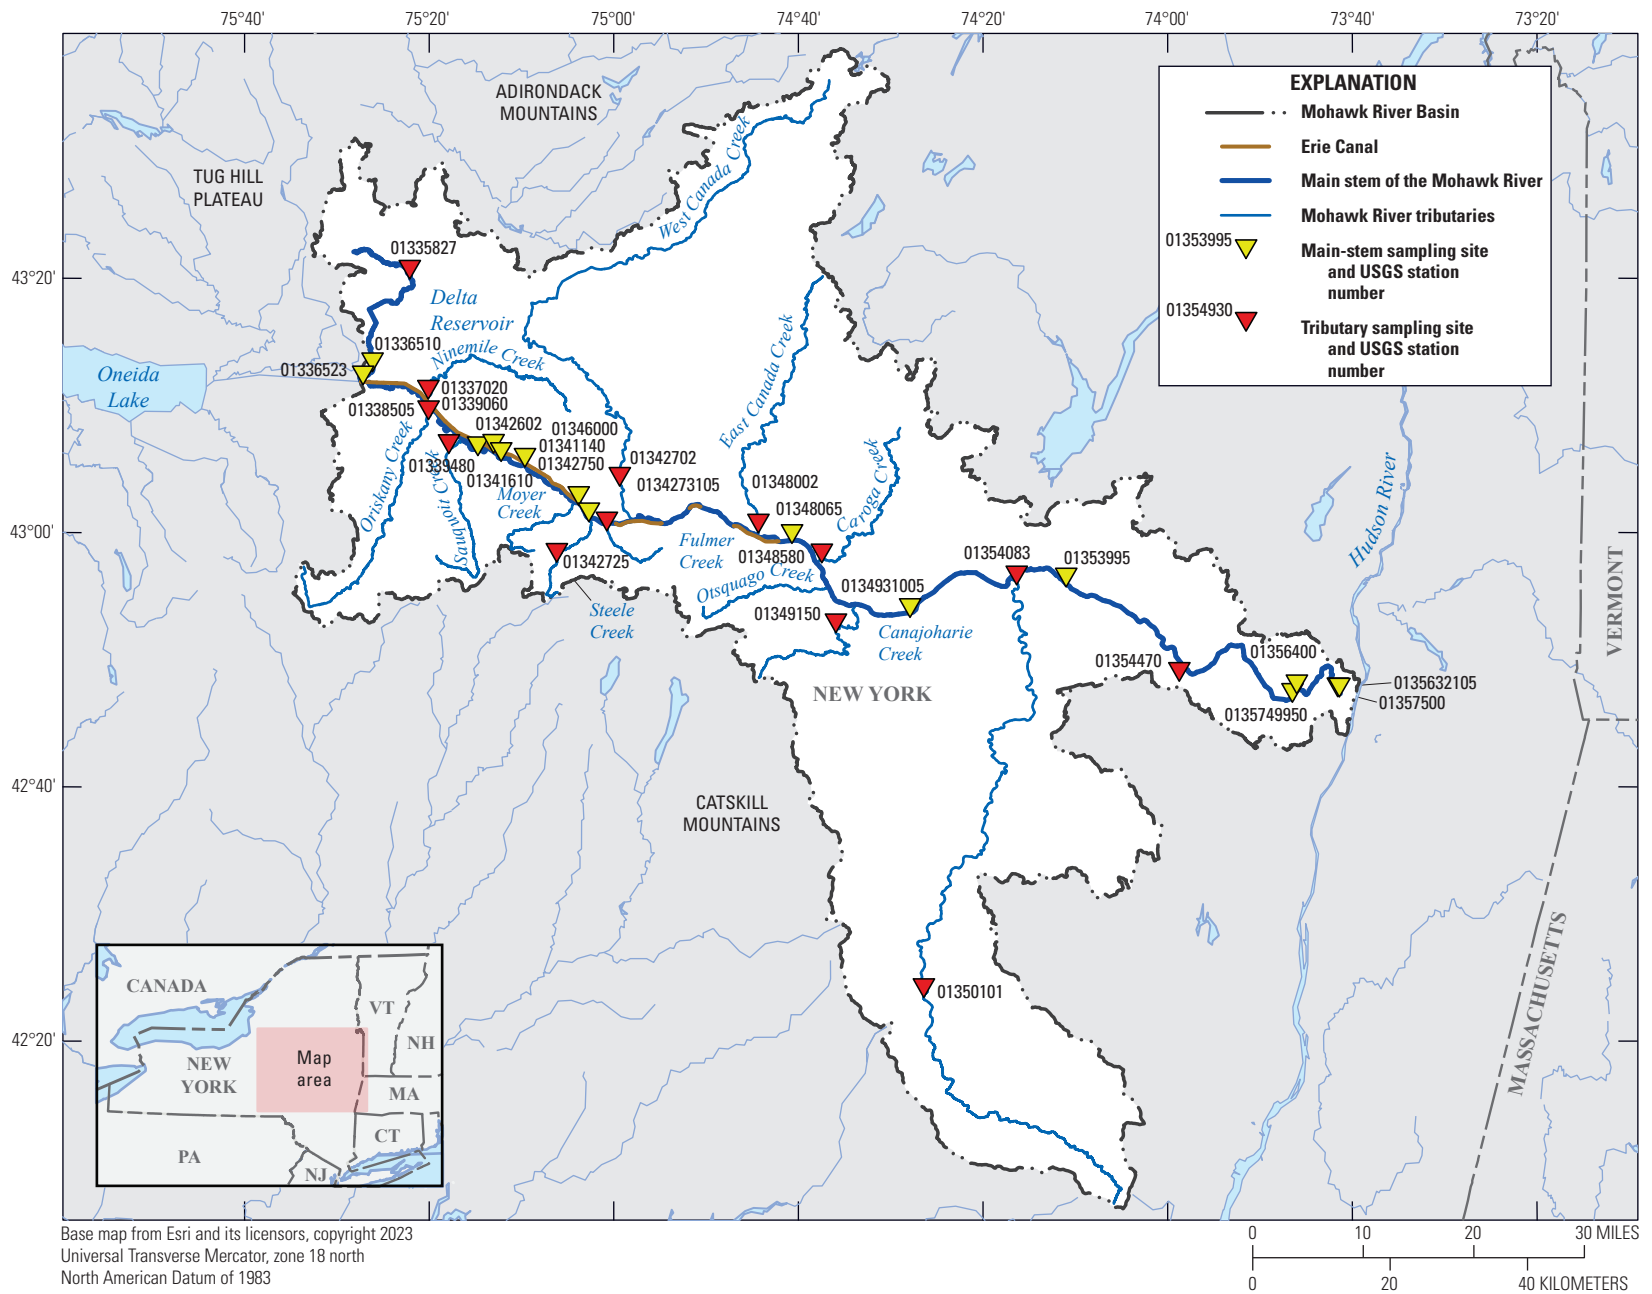 75°40'
75°20'
75°00'
74°40'
74°20'
74°00'
73°40'
73°20'
43°20'
43°00'
42°40'
42°20'
EXPLANATION
Mohawk River Basin
Erie Canal
Main stem of the Mohawk River
Mohawk River tributaries
01353995
Main-stem sampling site
and USGS station
number
01354930
Tributary sampling site
and USGS station
number
ADIRONDACK
MOUNTAINS
TUG HILL
PLATEAU
West Canada Creek
01335827
Delta
Reservoir
01336510
Ninemile Creek
01336523
Oneida
Lake
01337020
01339060
01338505
01342602
01346000
01341140
01342750
01339480
01341610
01342702
0134273105
Oriskany Creek
Sauquoit Creek
Moyer
Creek
East Canada Creek
Caroga Creek
01348002
01348065
Fulmer
Creek
01348580
01342725
Otsquago Creek
Steele
Creek
01349150
0134931005
Canajoharie
Creek
01354083
01353995
Hudson River
VERMONT
NEW YORK
01354470
01356400
0135632105
01357500
0135749950
CATSKILL
MOUNTAINS
01350101
MASSACHUSETTS
CANADA
VT
NH
NEW
YORK
Map
area
MA
CT
PA
NJ
Base map from Esri and its licensors, copyright 2023
Universal Transverse Mercator, zone 18 north
North American Datum of 1983
0
10
20
30 MILES
0
20
40 KILOMETERS